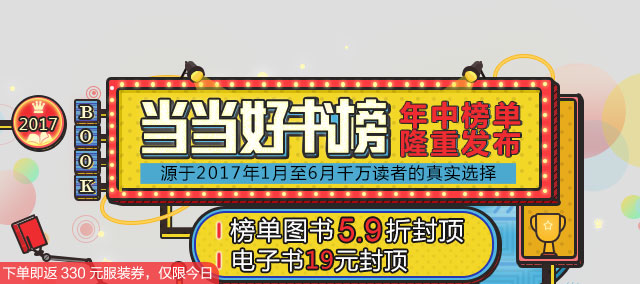 2017
BOOK
当当好书榜
年中榜单
隆重发布
源于2017年1月至6月千万读者的真实选择
榜单图书5.9折封顶
电子书19元封顶
下单即返 330 元服装券，仅限今日